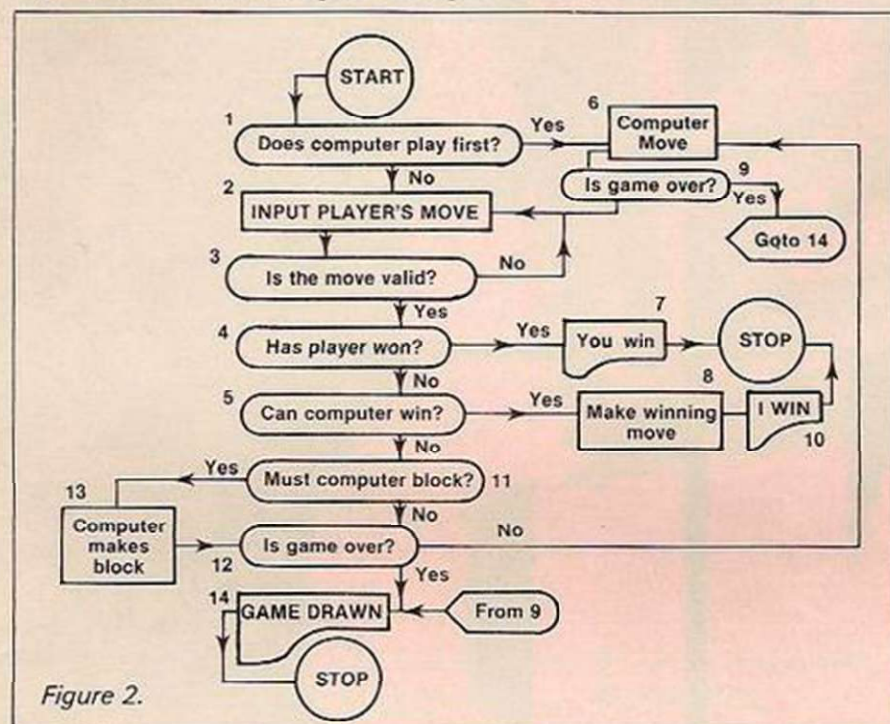 START
1
Does computer play first?
Yes
6
Computer
Move
No
9
Is game over?
Yes
Goto 14
2
INPUT PLAYER'S MOVE
3
Is the move valid?
No
Yes
4
Has player won?
Yes
7
You win
STOP
No
5
Can computer win?
Yes
8
Make winning
move
I WIN
10
No
Yes
Must computer block?
11
13
Computer
makes
block
No
No
12
Is game over?
Yes
14
GAME DRAWN
From 9
STOP
Figure 2.